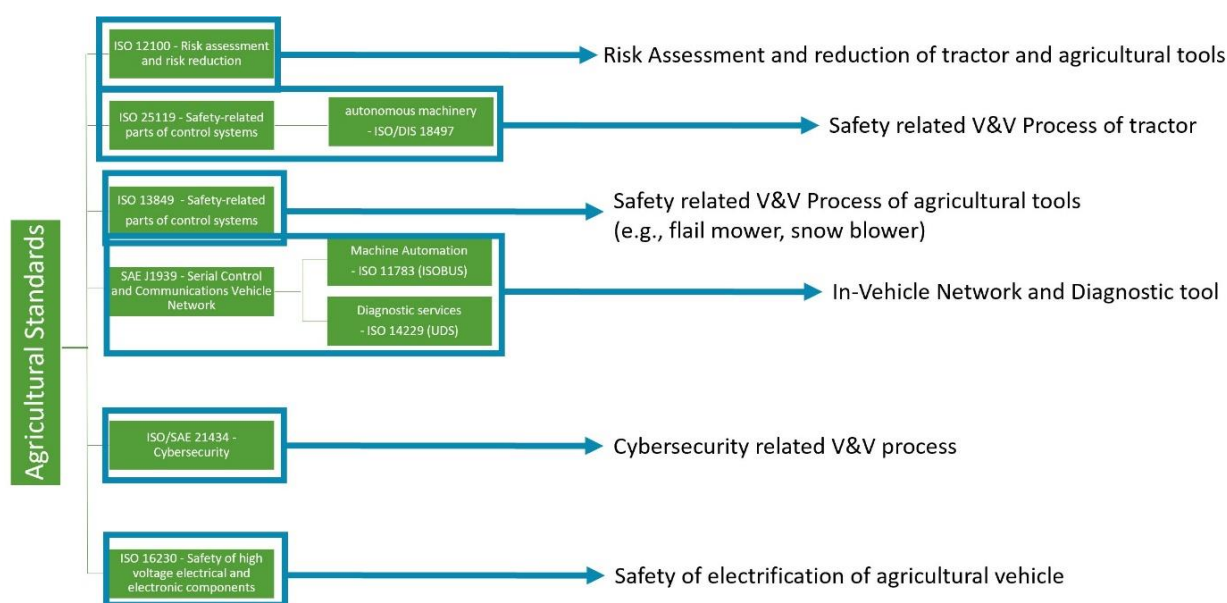 Agricultural Standards
ISO 12100 - Risk assessment
and risk reduction
Risk Assessment and reduction of tractor and agricultural tools
ISO 25119 - Safety-related
parts of control systems
autonomous machinery
- ISO/DIS 18497
Safety related V&V Process of tractor
ISO 13849 - Safety-related
parts of control systems
Safety related V&V Process of agricultural tools
(e.g., flail mower, snow blower)
SAE J1939 - Serial Control
and Communications Vehicle
Network
Machine Automation
- ISO 11783 (ISOBUS)
Diagnostic services
- ISO 14229 (UDS)
In-Vehicle Network and Diagnostic tool
ISO/SAE 21434 -
Cybersecurity
Cybersecurity related V&V process
ISO 16230 - Safety of high
voltage electrical and
electronic components
Safety of electrification of agricultural vehicle